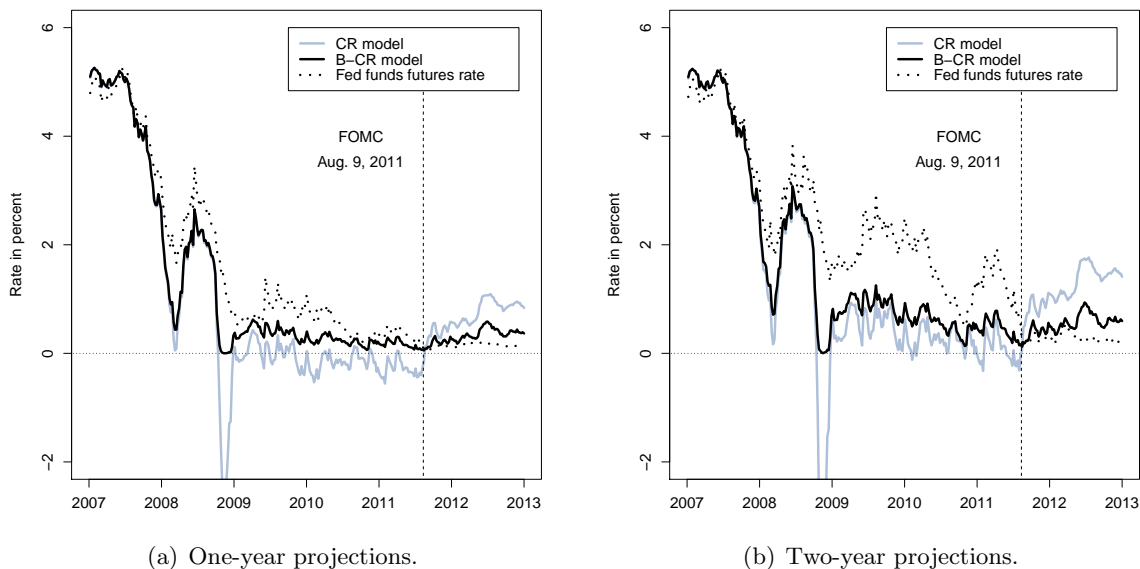 6
4
2
0
−2
Rate in percent
CR model
B−CR model
Fed funds futures rate
FOMC
Aug. 9, 2011
2007 2008 2009 2010 2011 2012 2013
(a) One-year projections.
6
4
2
0
−2
Rate in percent
CR model
B−CR model
Fed funds futures rate
FOMC
Aug. 9, 2011
2007 2008 2009 2010 2011 2012 2013
(b) Two-year projections.